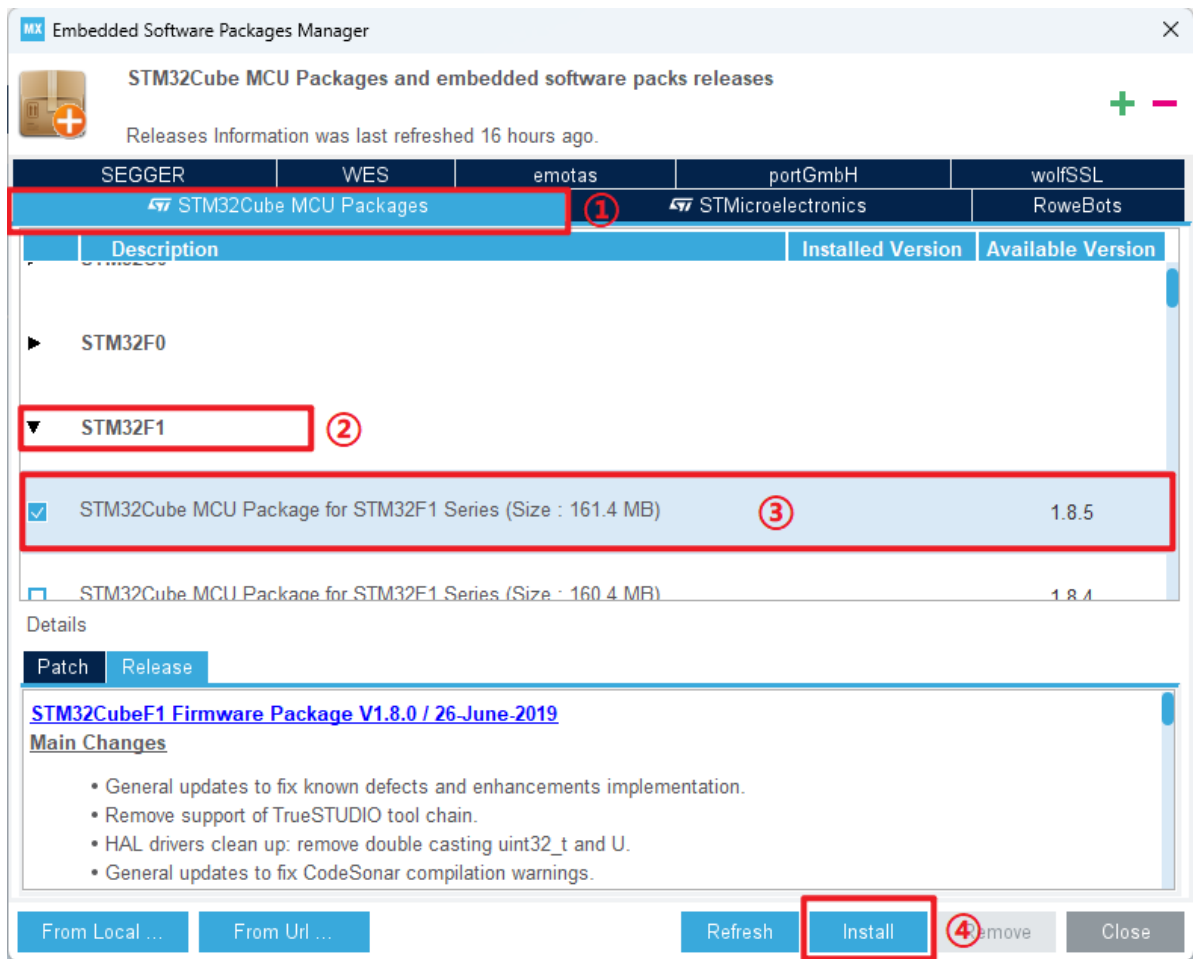 MX Embedded Software Packages Manager
STM32Cube MCU Packages and embedded software packs releases
Releases Information was last refreshed 16 hours ago.
SEGGER WES emotas portGmbH wolfSSL
STM32Cube MCU Packages ① STMicroelectronics RoweBots
Description Installed Version Available Version
STM32F0
STM32F1 ②
STM32Cube MCU Package for STM32F1 Series (Size : 161.4 MB) ③ 1.8.5
STM32Cube MCU Package for STM32F1 Series (Size : 160.4 MB) 1.8.4
Details
Patch Release
STM32CubeF1 Firmware Package V1.8.0 / 26-June-2019
Main Changes
• General updates to fix known defects and enhancements implementation.
• Remove support of TrueSTUDIO tool chain.
• HAL drivers clean up: remove double casting uint32_t and U.
• General updates to fix CodeSonar compilation warnings.
From Local ... From Url ... Refresh Install ④ Remove Close